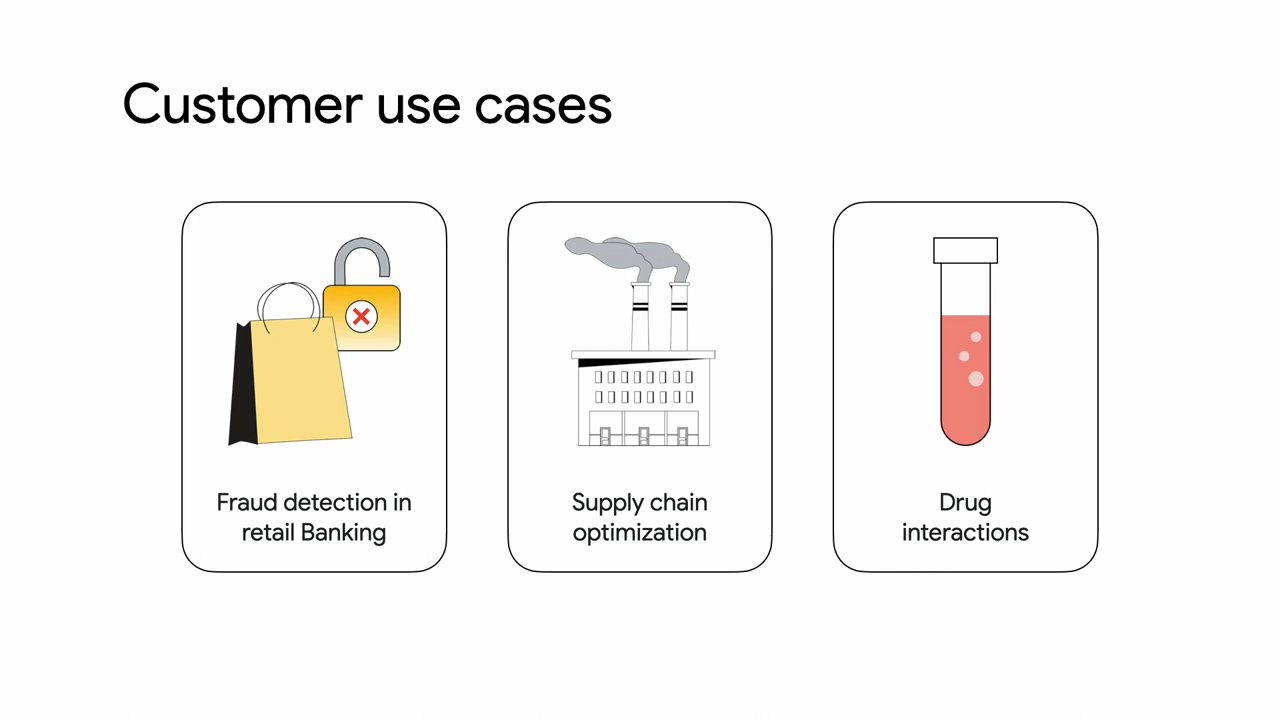 Customer use cases
Fraud detection in
retail Banking
Supply chain
optimization
Drug
interactions